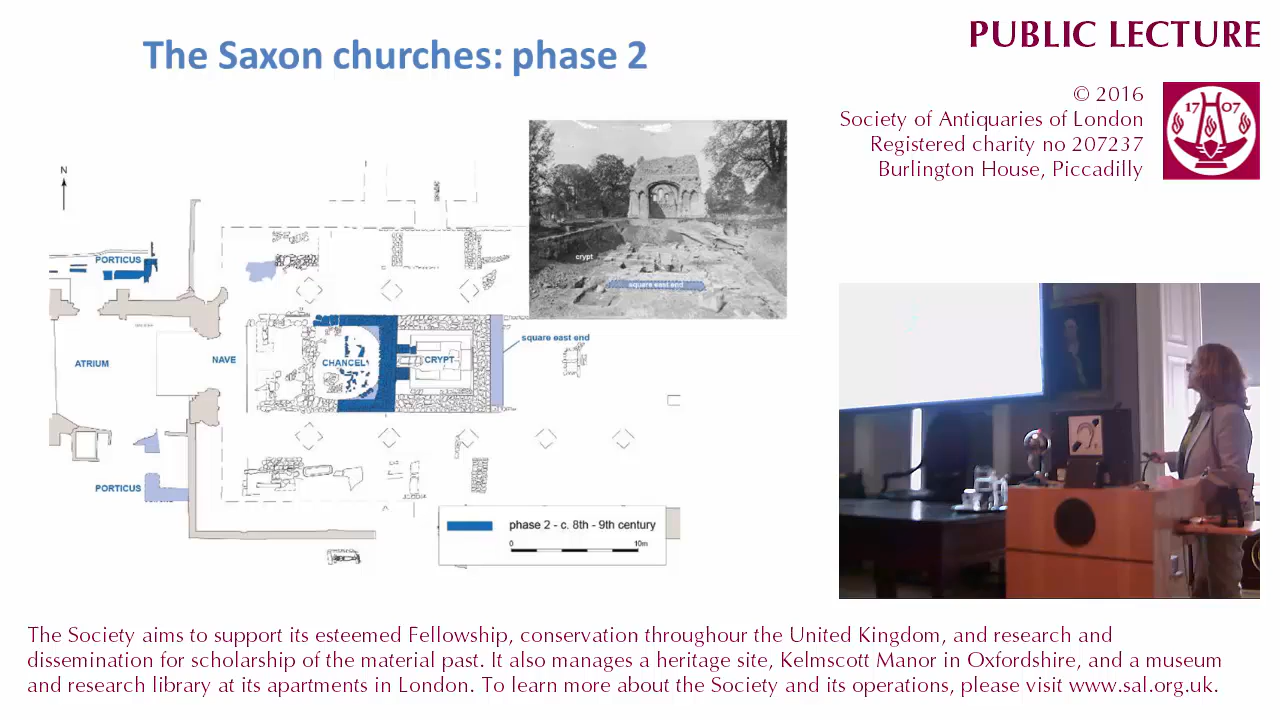 The Saxon churches: phase 2
PUBLIC LECTURE
© 2016
Society of Antiquaries of London
Registered charity no 207237
Burlington House, Piccadilly
17 07
N
PORTICUS
crypt
square east end
square east end
ATRIUM
NAVE
CHANCEL
CRYPT
PORTICUS
phase 2 - c. 8th - 9th century
0 10m
The Society aims to support its esteemed Fellowship, conservation throughour the United Kingdom, and research and
dissemination for scholarship of the material past. It also manages a heritage site, Kelmscott Manor in Oxfordshire, and a museum
and research library at its apartments in London. To learn more about the Society and its operations, please visit www.sal.org.uk.